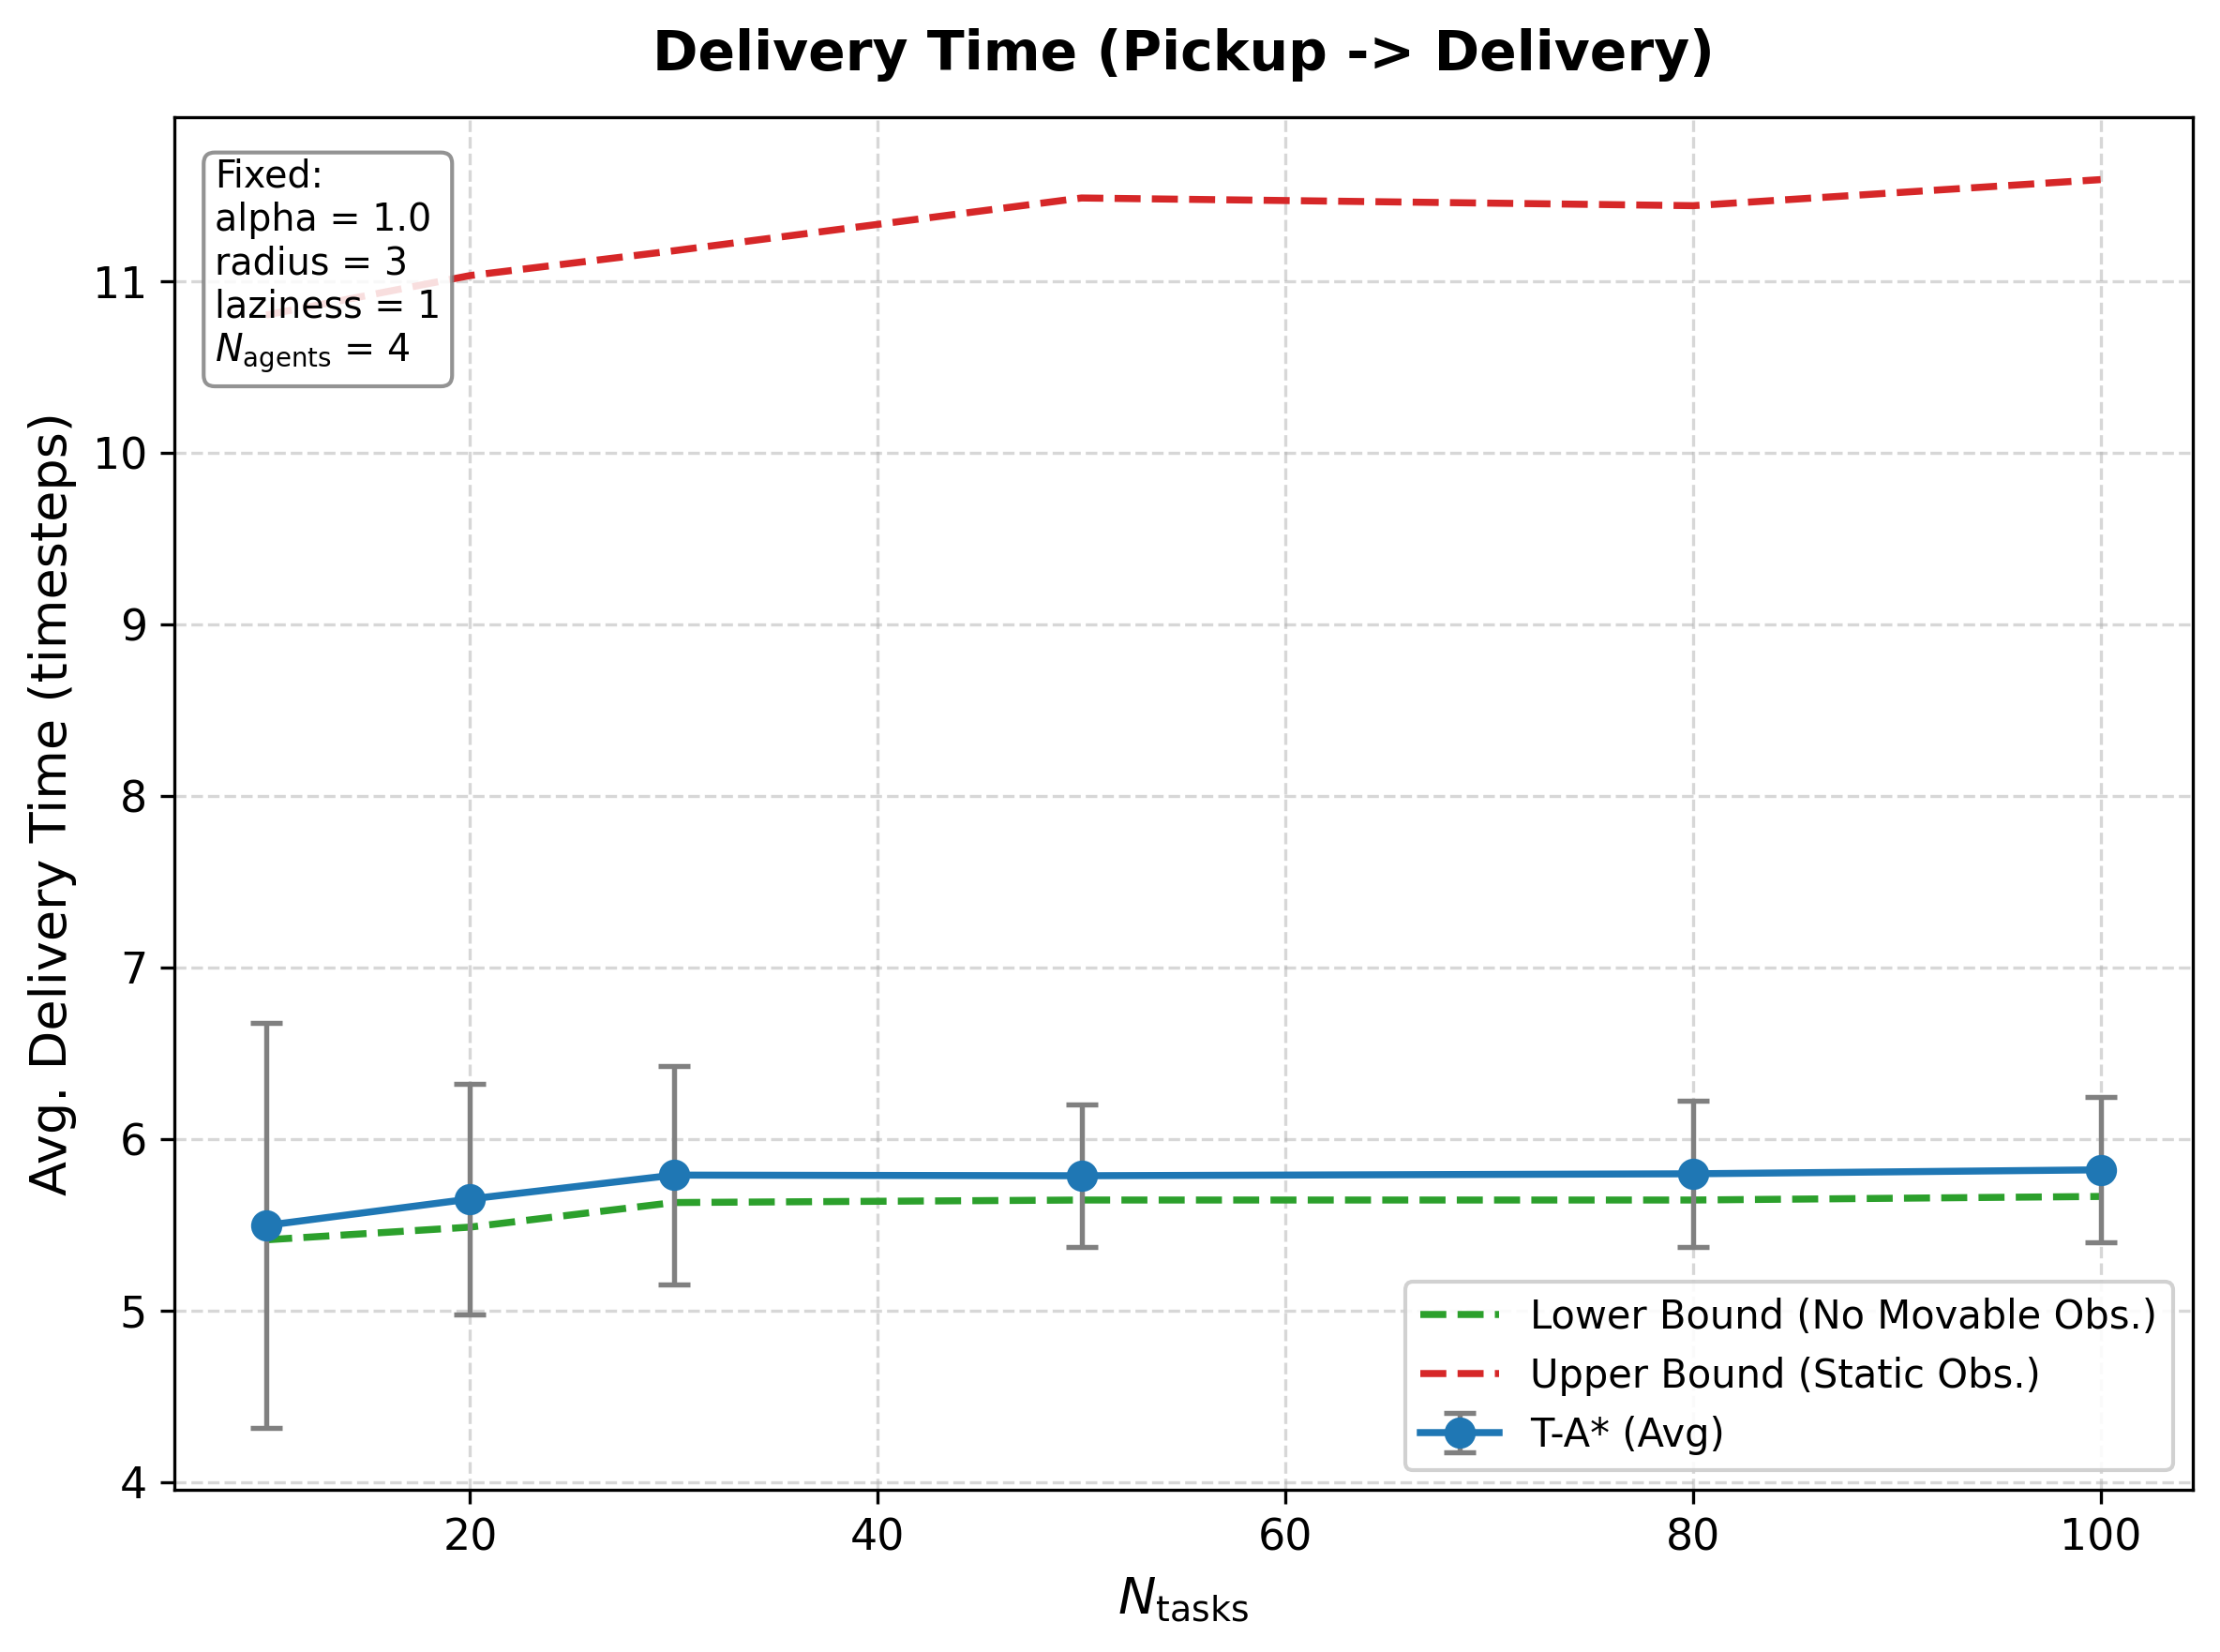 Delivery Time (Pickup -> Delivery)
Fixed:
alpha = 1.0
radius = 3
laziness = 1
N_agents = 4
Avg. Delivery Time (timesteps)
11
10
9
8
7
6
5
4
Lower Bound (No Movable Obs.)
Upper Bound (Static Obs.)
T-A* (Avg)
20 40 60 80 100
N_tasks